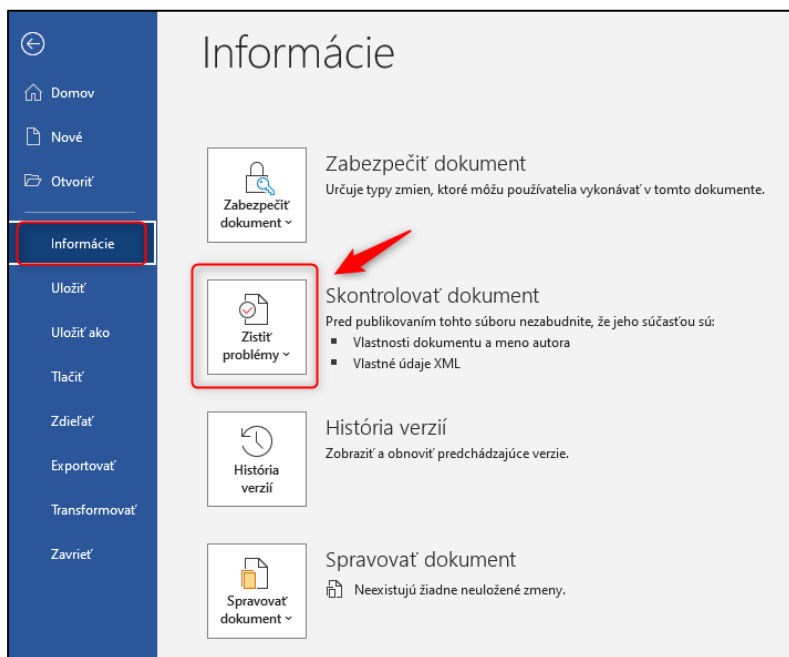 Informácie
Domov
Nové
Otvoriť
Informácie
Uložiť
Uložiť ako
Tlačiť
Zdieľať
Exportovať
Transformovať
Zavrieť
Zabezpečiť
dokument
Zabezpečiť dokument
Určuje typy zmien, ktoré môžu používatelia vykonávať v tomto dokumente.
Zistiť
problémy
Skontrolovať dokument
Pred publikovaním tohto súboru nezabudnite, že jeho súčasťou sú:
Vlastnosti dokumentu a meno autora
Vlastné údaje XML
História
verzií
História verzií
Zobraziť a obnoviť predchádzajúce verzie.
Spravovať
dokument
Spravovať dokument
Neexistujú žiadne neuložené zmeny.